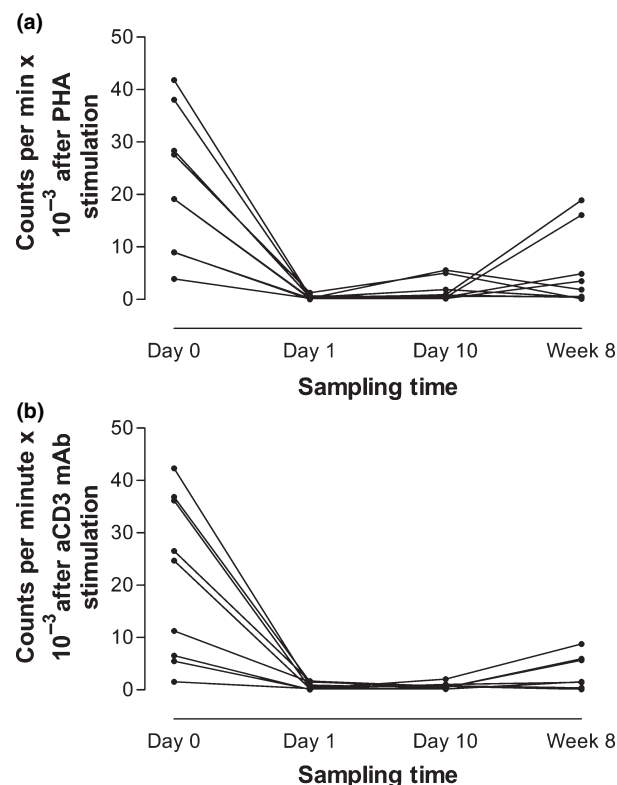 (a)
Counts per min x
10⁻³ after PHA
stimulation
50
40
30
20
10
0
Day 0 Day 1 Day 10 Week 8
Sampling time
(b)
Counts per minute x
10⁻³ after aCD3 mAb
stimulation
50
40
30
20
10
0
Day 0 Day 1 Day 10 Week 8
Sampling time